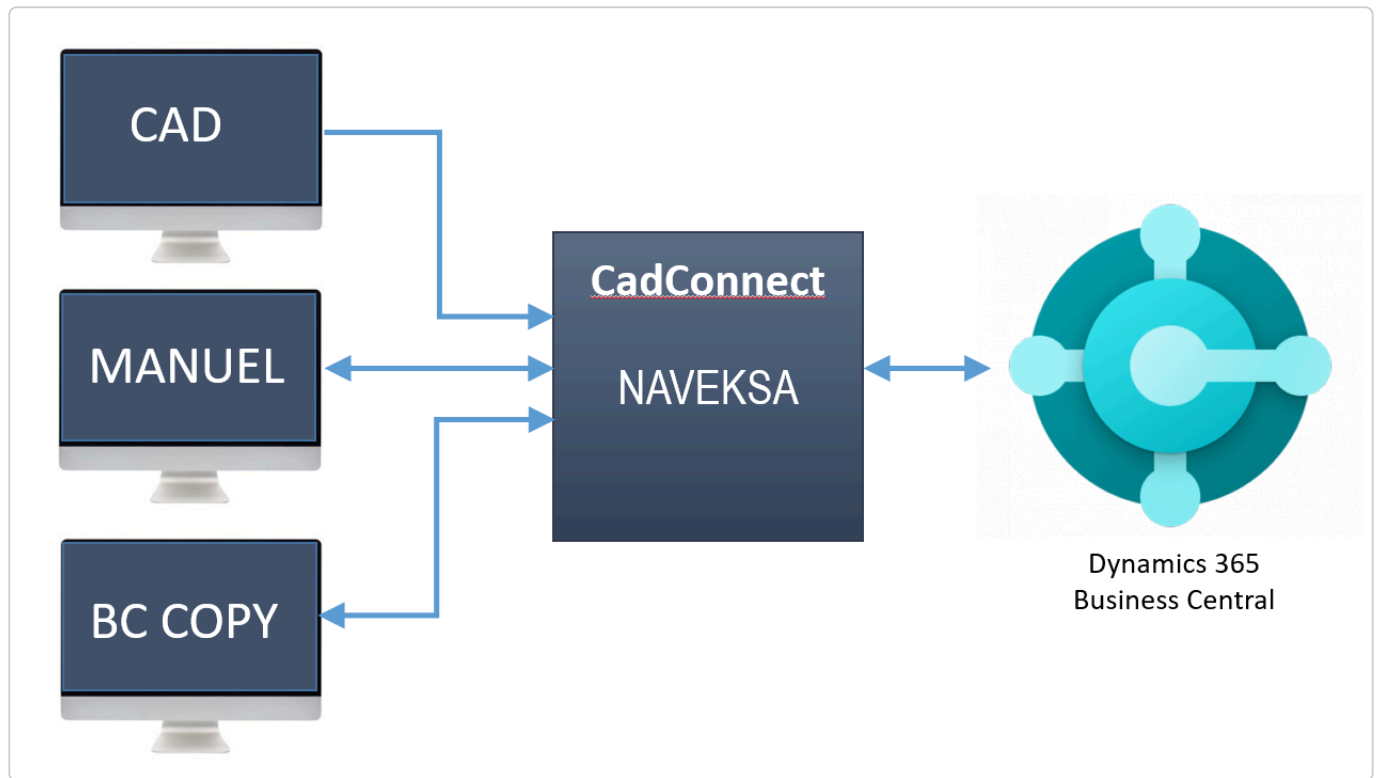 CAD
MANUEL
BC COPY
CadConnect
NAVEKSA
Dynamics 365
Business Central